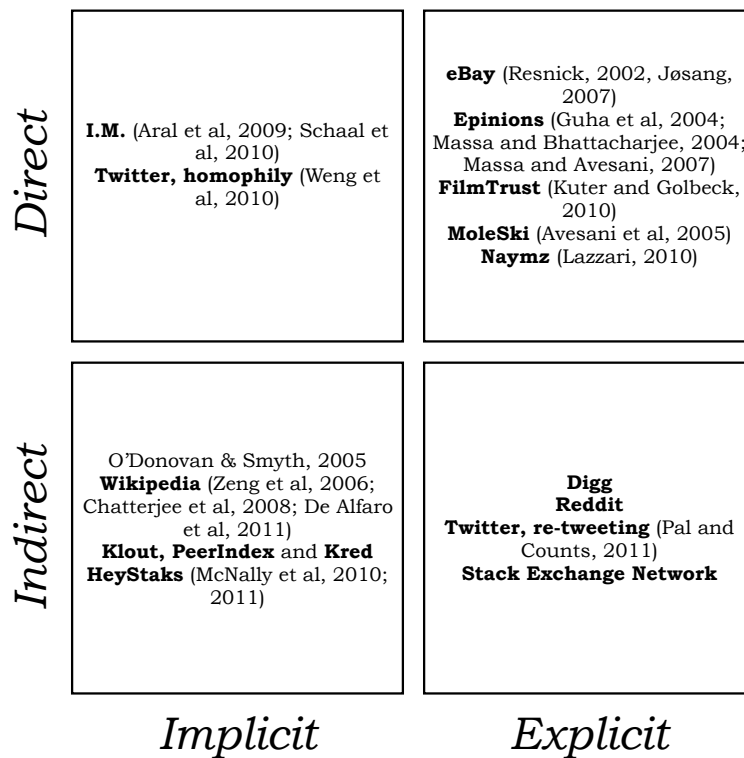 Direct
I.M. (Aral et al, 2009; Schaal et
al, 2010)
Twitter, homophily (Weng et
al, 2010)
eBay (Resnick, 2002, Jøsang,
2007)
Epinions (Guha et al, 2004;
Massa and Bhattacharjee, 2004;
Massa and Avesani, 2007)
FilmTrust (Kuter and Golbeck,
2010)
MoleSki (Avesani et al, 2005)
Naymz (Lazzari, 2010)
Indirect
O'Donovan & Smyth, 2005
Wikipedia (Zeng et al, 2006;
Chatterjee et al, 2008; De Alfaro
et al, 2011)
Klout, PeerIndex and Kred
HeyStaks (McNally et al, 2010;
2011)
Digg
Reddit
Twitter, re-tweeting (Pal and
Counts, 2011)
Stack Exchange Network
Implicit
Explicit